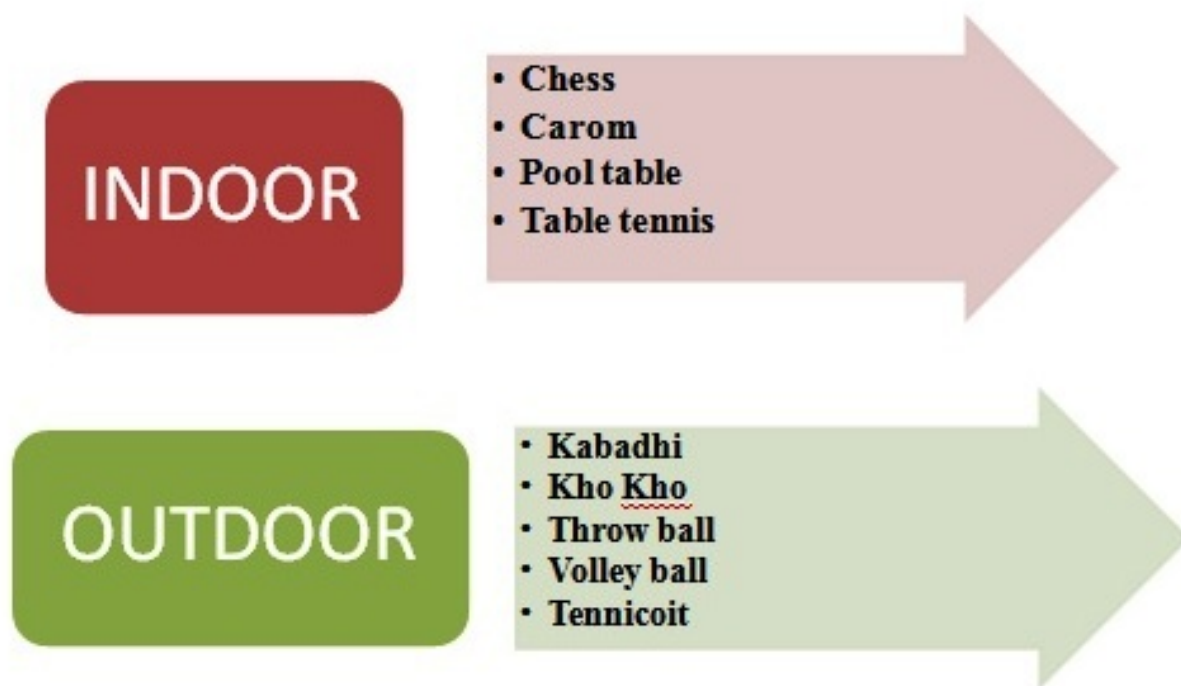 INDOOR
• Chess
• Carom
• Pool table
• Table tennis
OUTDOOR
• Kabadhi
• Kho Kho
• Throw ball
• Volley ball
• Tennicoit